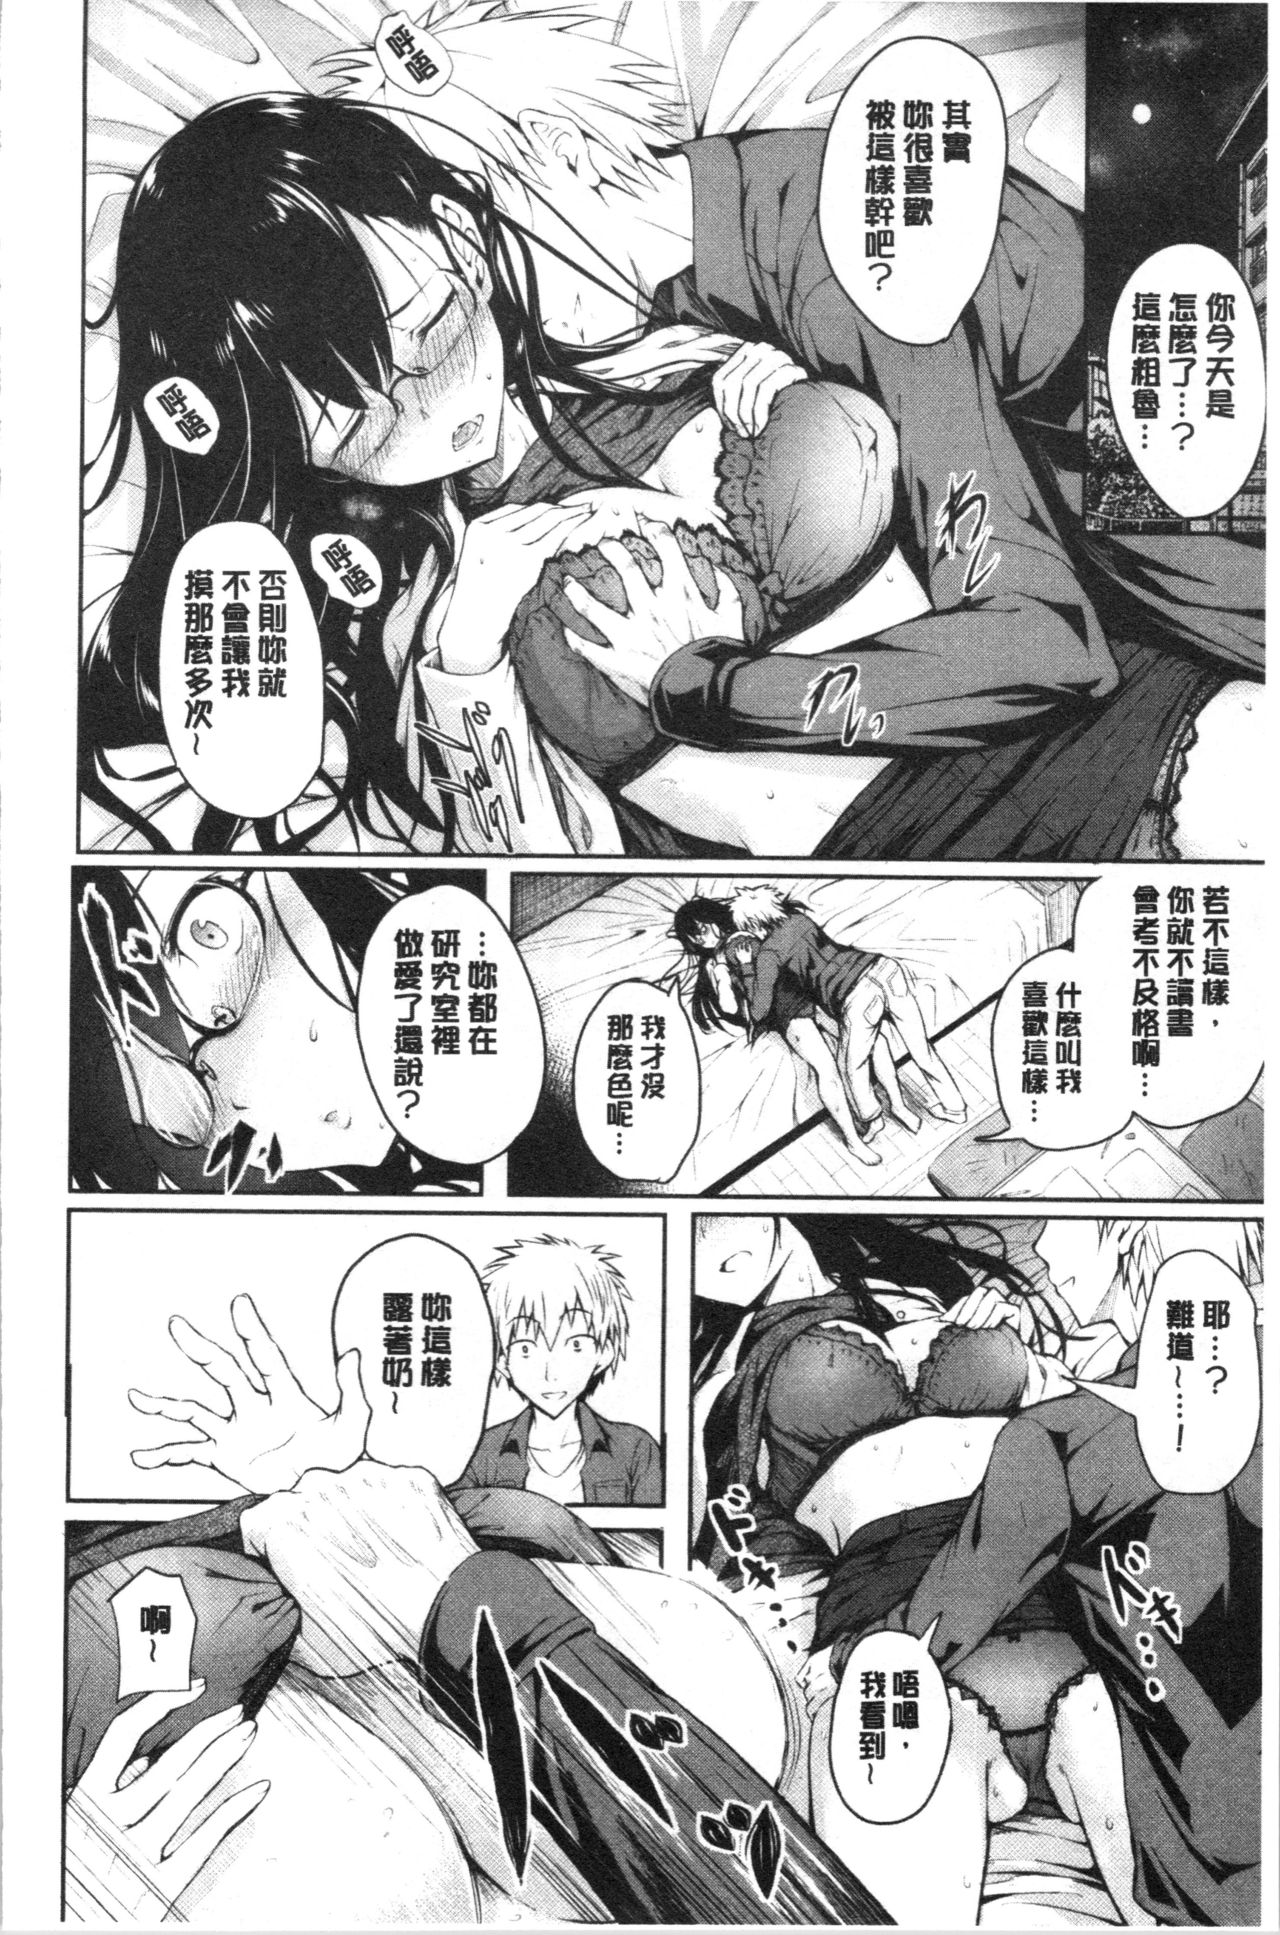 你今天是
怎麼了…?
這麼粗魯…
其實
妳很喜歡
被這樣幹吧?
呼唔
呼唔
呼唔
否則妳就
不會讓我
摸那麼多次~
若不這樣,
你就不讀書
會考不及格啊…
什麼叫我
喜歡這樣…
我才沒
那麼色呢…
…妳都在
研究室裡
做愛了還說?
耶…?
難道~…!
ドキ…
ドキ…
唔嗯,
我看到~
妳這樣
露著奶~
啊~